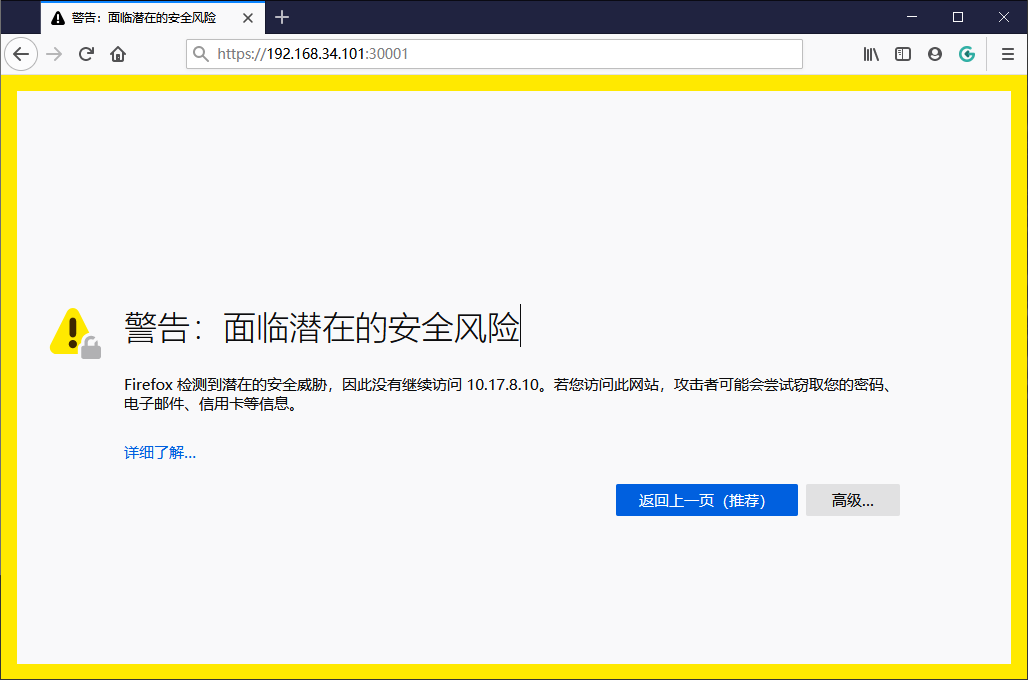 警告：面临潜在的安全风险
https://192.168.34.101:30001
警告：面临潜在的安全风险
Firefox 检测到潜在的安全威胁，因此没有继续访问 10.17.8.10。若您访问此网站，攻击者可能会尝试窃取您的密码、
电子邮件、信用卡等信息。
详细了解...
返回上一页（推荐）
高级...